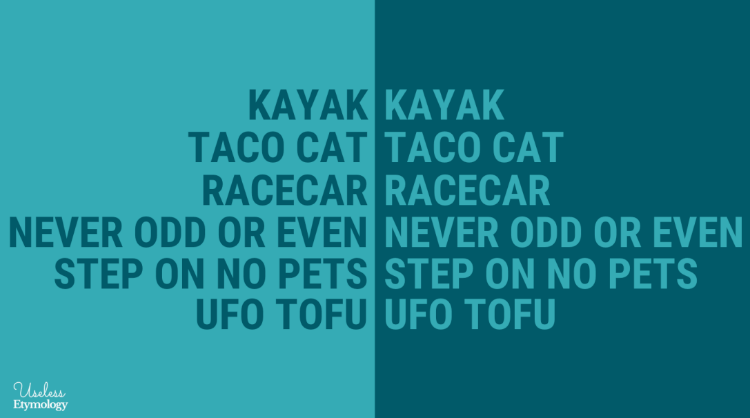 KAYAK KAYAK
TACO CAT TACO CAT
RACECAR RACECAR
NEVER ODD OR EVEN NEVER ODD OR EVEN
STEP ON NO PETS STEP ON NO PETS
UFO TOFU UFO TOFU
Useless
Etymology